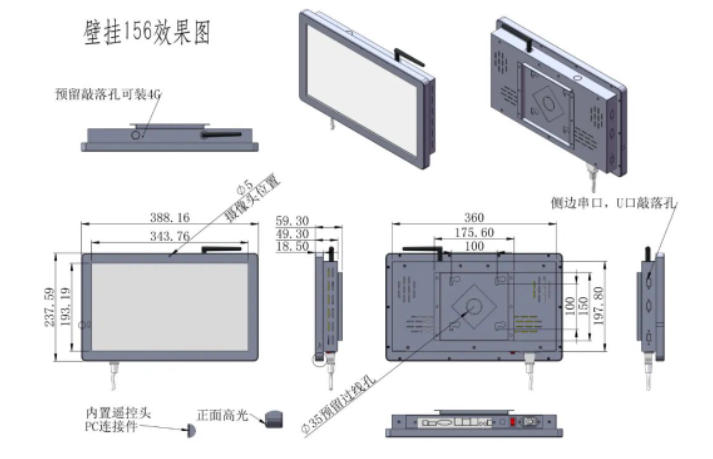 壁挂156效果图
预留敲落孔可装4G
∅5
摄像头位置
侧边串口，U口敲落孔
388.16
343.76
59.30
49.30
18.50
360
175.60
100
237.59
193.19
100
150
197.80
∅35预留过线孔
内置遥控头
PC连接件
正面高光